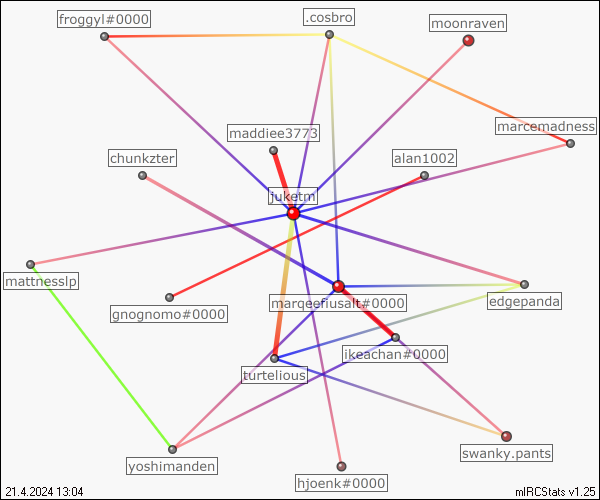 froggyl#0000
.cosbro
moonraven
marcemadness
maddiee3773
chunkzter
alan1002
juketm
mattnesslp
gnognomo#0000
marqeefiusalt#0000
edgepanda
ikeachan#0000
turtelious
swanky.pants
yoshimanden
hjoenk#0000
21.4.2024 13:04
mIRCStats v1.25